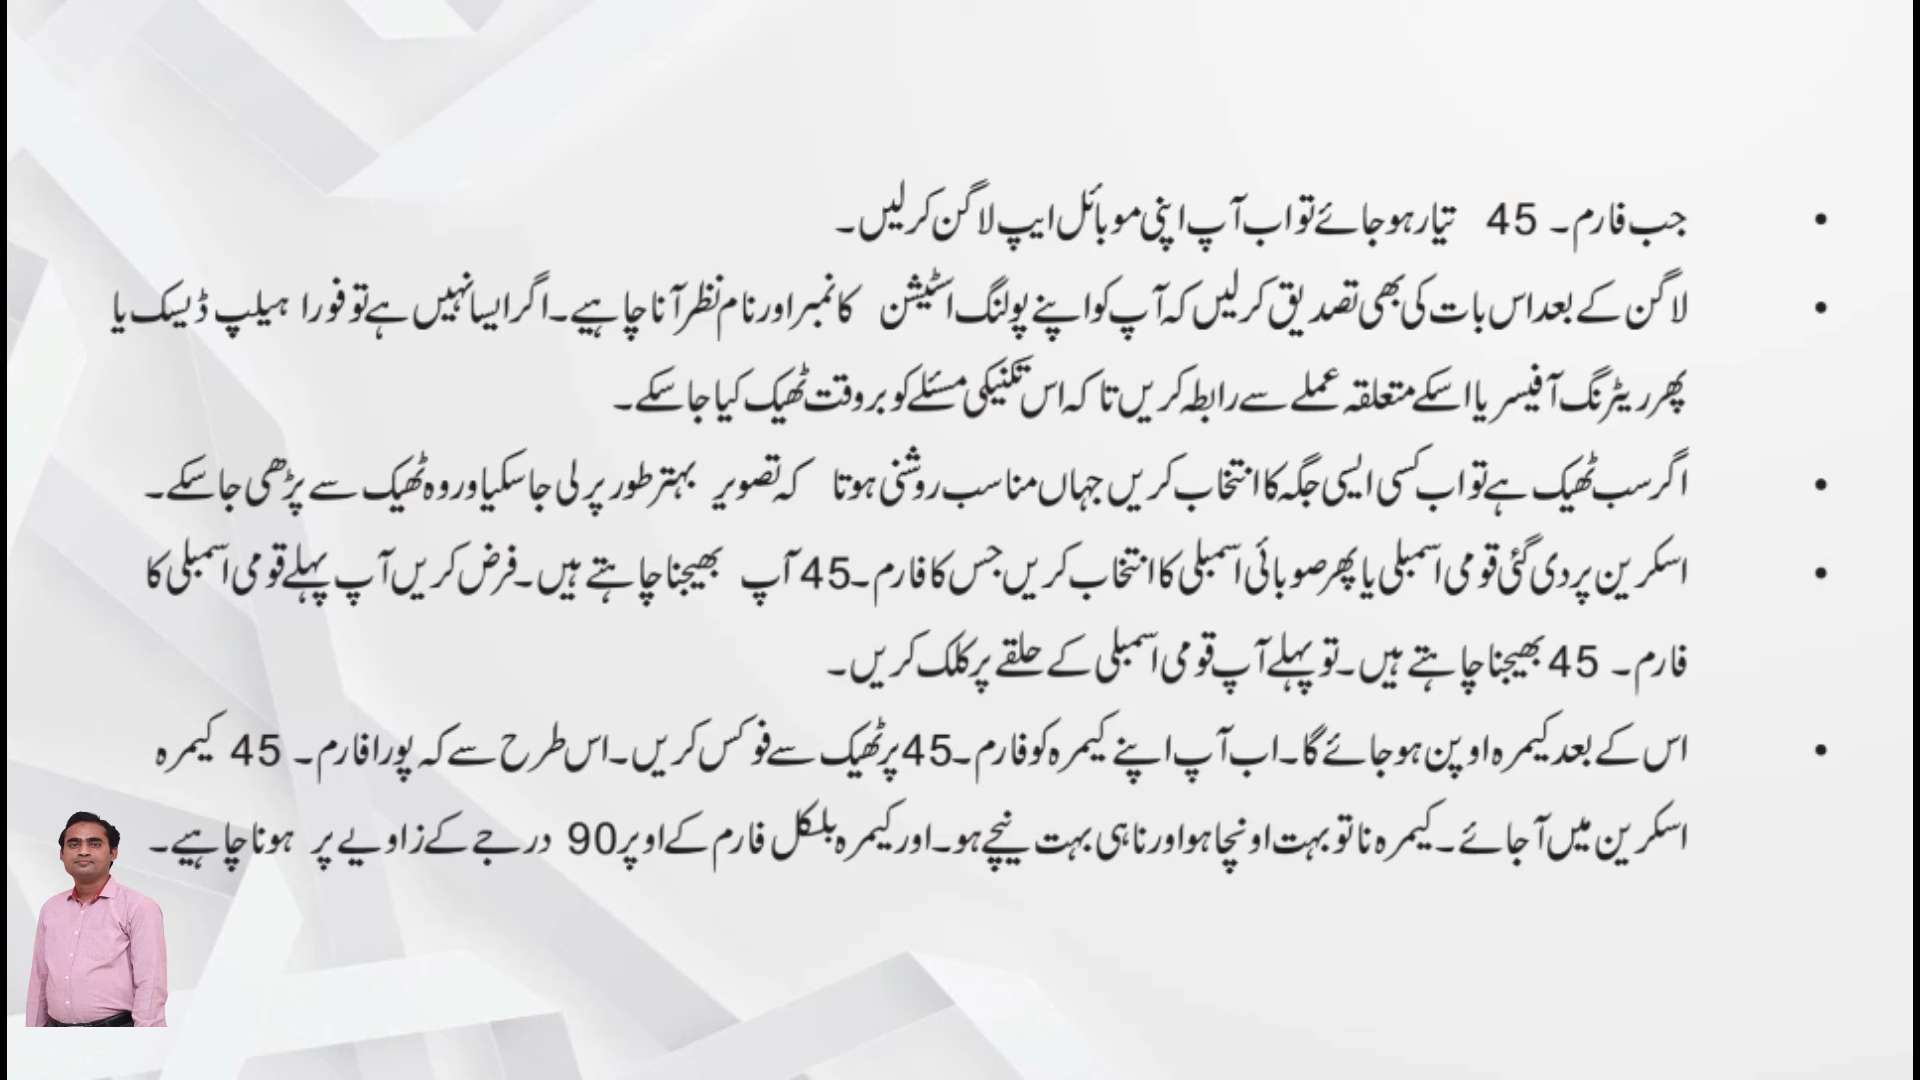 جب فارم۔ 45 تیار ہو جائے تو اب آپ اپنی موبائل ایپ لاگن کرلیں۔
لاگن کے بعد اس بات کی بھی تصدیق کرلیں کہ آپ کو اپنے پولنگ اسٹیشن کا نمبر اور نام نظر آنا چاہیے۔ اگر ایسا نہیں ہے تو فورا ہیلپ ڈیسک یا
پھر ریٹرنگ آفیسر یا اسکے متعلقہ عملے سے رابطہ کریں تا کہ اس تکنیکی مسئلے کو بروقت ٹھیک کیا جا سکے۔
اگر سب ٹھیک ہے تو اب کسی ایسی جگہ کا انتخاب کریں جہاں مناسب روشنی ہوتا کہ تصویر بہتر طور پر لی جا سکیاور وہ ٹھیک سے پڑھی جا سکے۔
اسکرین پر دی گئی قومی اسمبلی یا پھر صوبائی اسمبلی کا انتخاب کریں جس کا فارم۔45 آپ بھیجنا چاہتے ہیں۔ فرض کریں آپ پہلے قومی اسمبلی کا
فارم۔ 45 بھیجنا چاہتے ہیں۔ تو پہلے آپ قومی اسمبلی کے حلقے پر کلک کریں۔
اس کے بعد کیمرہ اوپن ہو جائے گا۔ اب آپ اپنے کیمرہ کو فارم۔45 پر ٹھیک سے فوکس کریں۔ اس طرح سے کہ پورا فارم۔ 45 کیمرہ
اسکرین میں آ جائے۔ کیمرہ نا تو بہت اونچا ہو اور نا ہی بہت نیچے ہو۔ اور کیمرہ بلکل فارم کے اوپر 90 درجے کے زاویے پر ہونا چاہیے۔